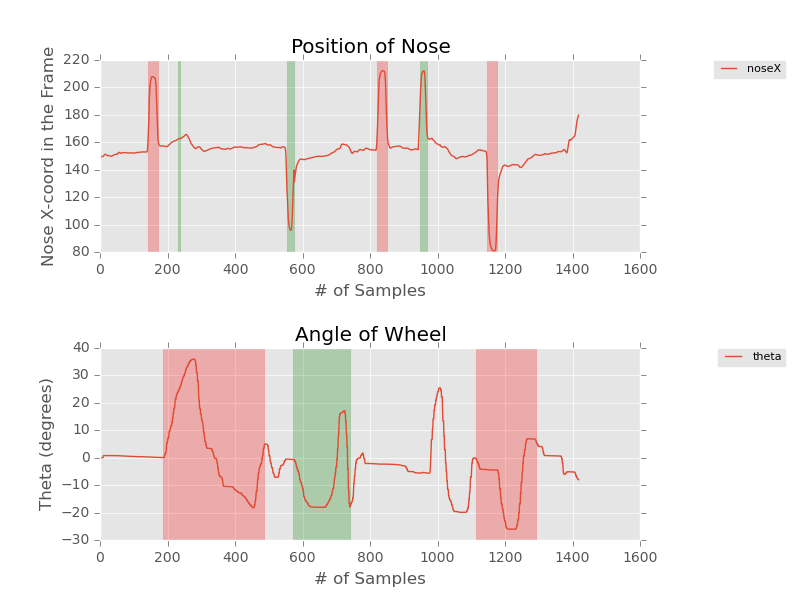 Position of Nose
Nose X-coord in the Frame
220
200
180
160
140
120
100
80
0 200 400 600 800 1000 1200 1400 1600
# of Samples
noseX
Angle of Wheel
Theta (degrees)
40
30
20
10
0
−10
−20
−30
0 200 400 600 800 1000 1200 1400 1600
# of Samples
theta